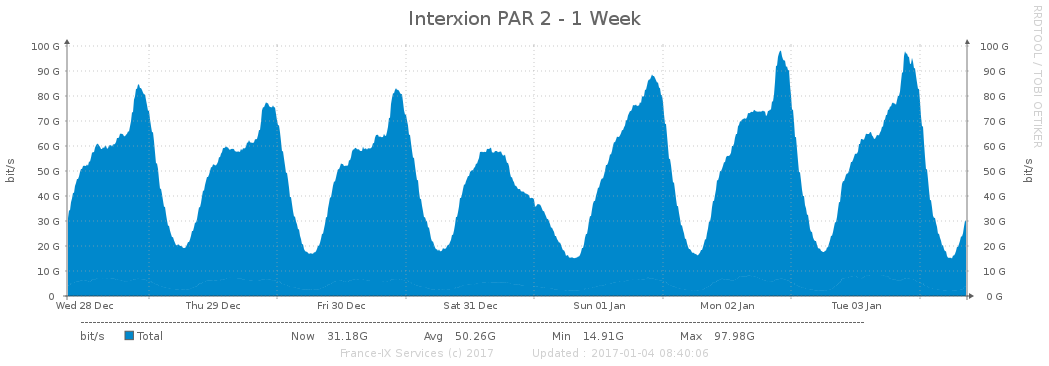 Interxion PAR 2 - 1 Week
RRDTOOL / TOBI OETIKER
100 G 100 G
90 G 90 G
80 G 80 G
70 G 70 G
60 G 60 G
50 G 50 G
40 G 40 G
30 G 30 G
20 G 20 G
10 G 10 G
0 0 G
bit/s bit/s
Wed 28 Dec Thu 29 Dec Fri 30 Dec Sat 31 Dec Sun 01 Jan Mon 02 Jan Tue 03 Jan
bit/s Total Now 31.18G Avg 50.26G Min 14.91G Max 97.98G
France-IX Services (c) 2017 Updated : 2017-01-04 08:40:06